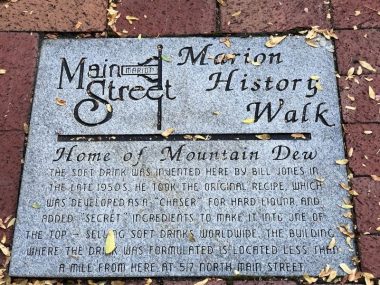 Main
MARION
Street
Marion
History
Walk
Home of Mountain Dew
THE SOFT DRINK WAS INVENTED HERE BY BILL JONES IN
THE LATE 1950'S. HE TOOK THE ORIGINAL RECIPE, WHICH
WAS DEVELOPED AS A "CHASER" FOR HARD LIQUOR AND
ADDED "SECRET" INGREDIENTS TO MAKE IT INTO ONE OF
THE TOP - SELLING SOFT DRINKS WORLDWIDE. THE BUILDING
WHERE THE DRINK WAS FORMULATED IS LOCATED LESS THAN
A MILE FROM HERE AT 517 NORTH MAIN STREET.